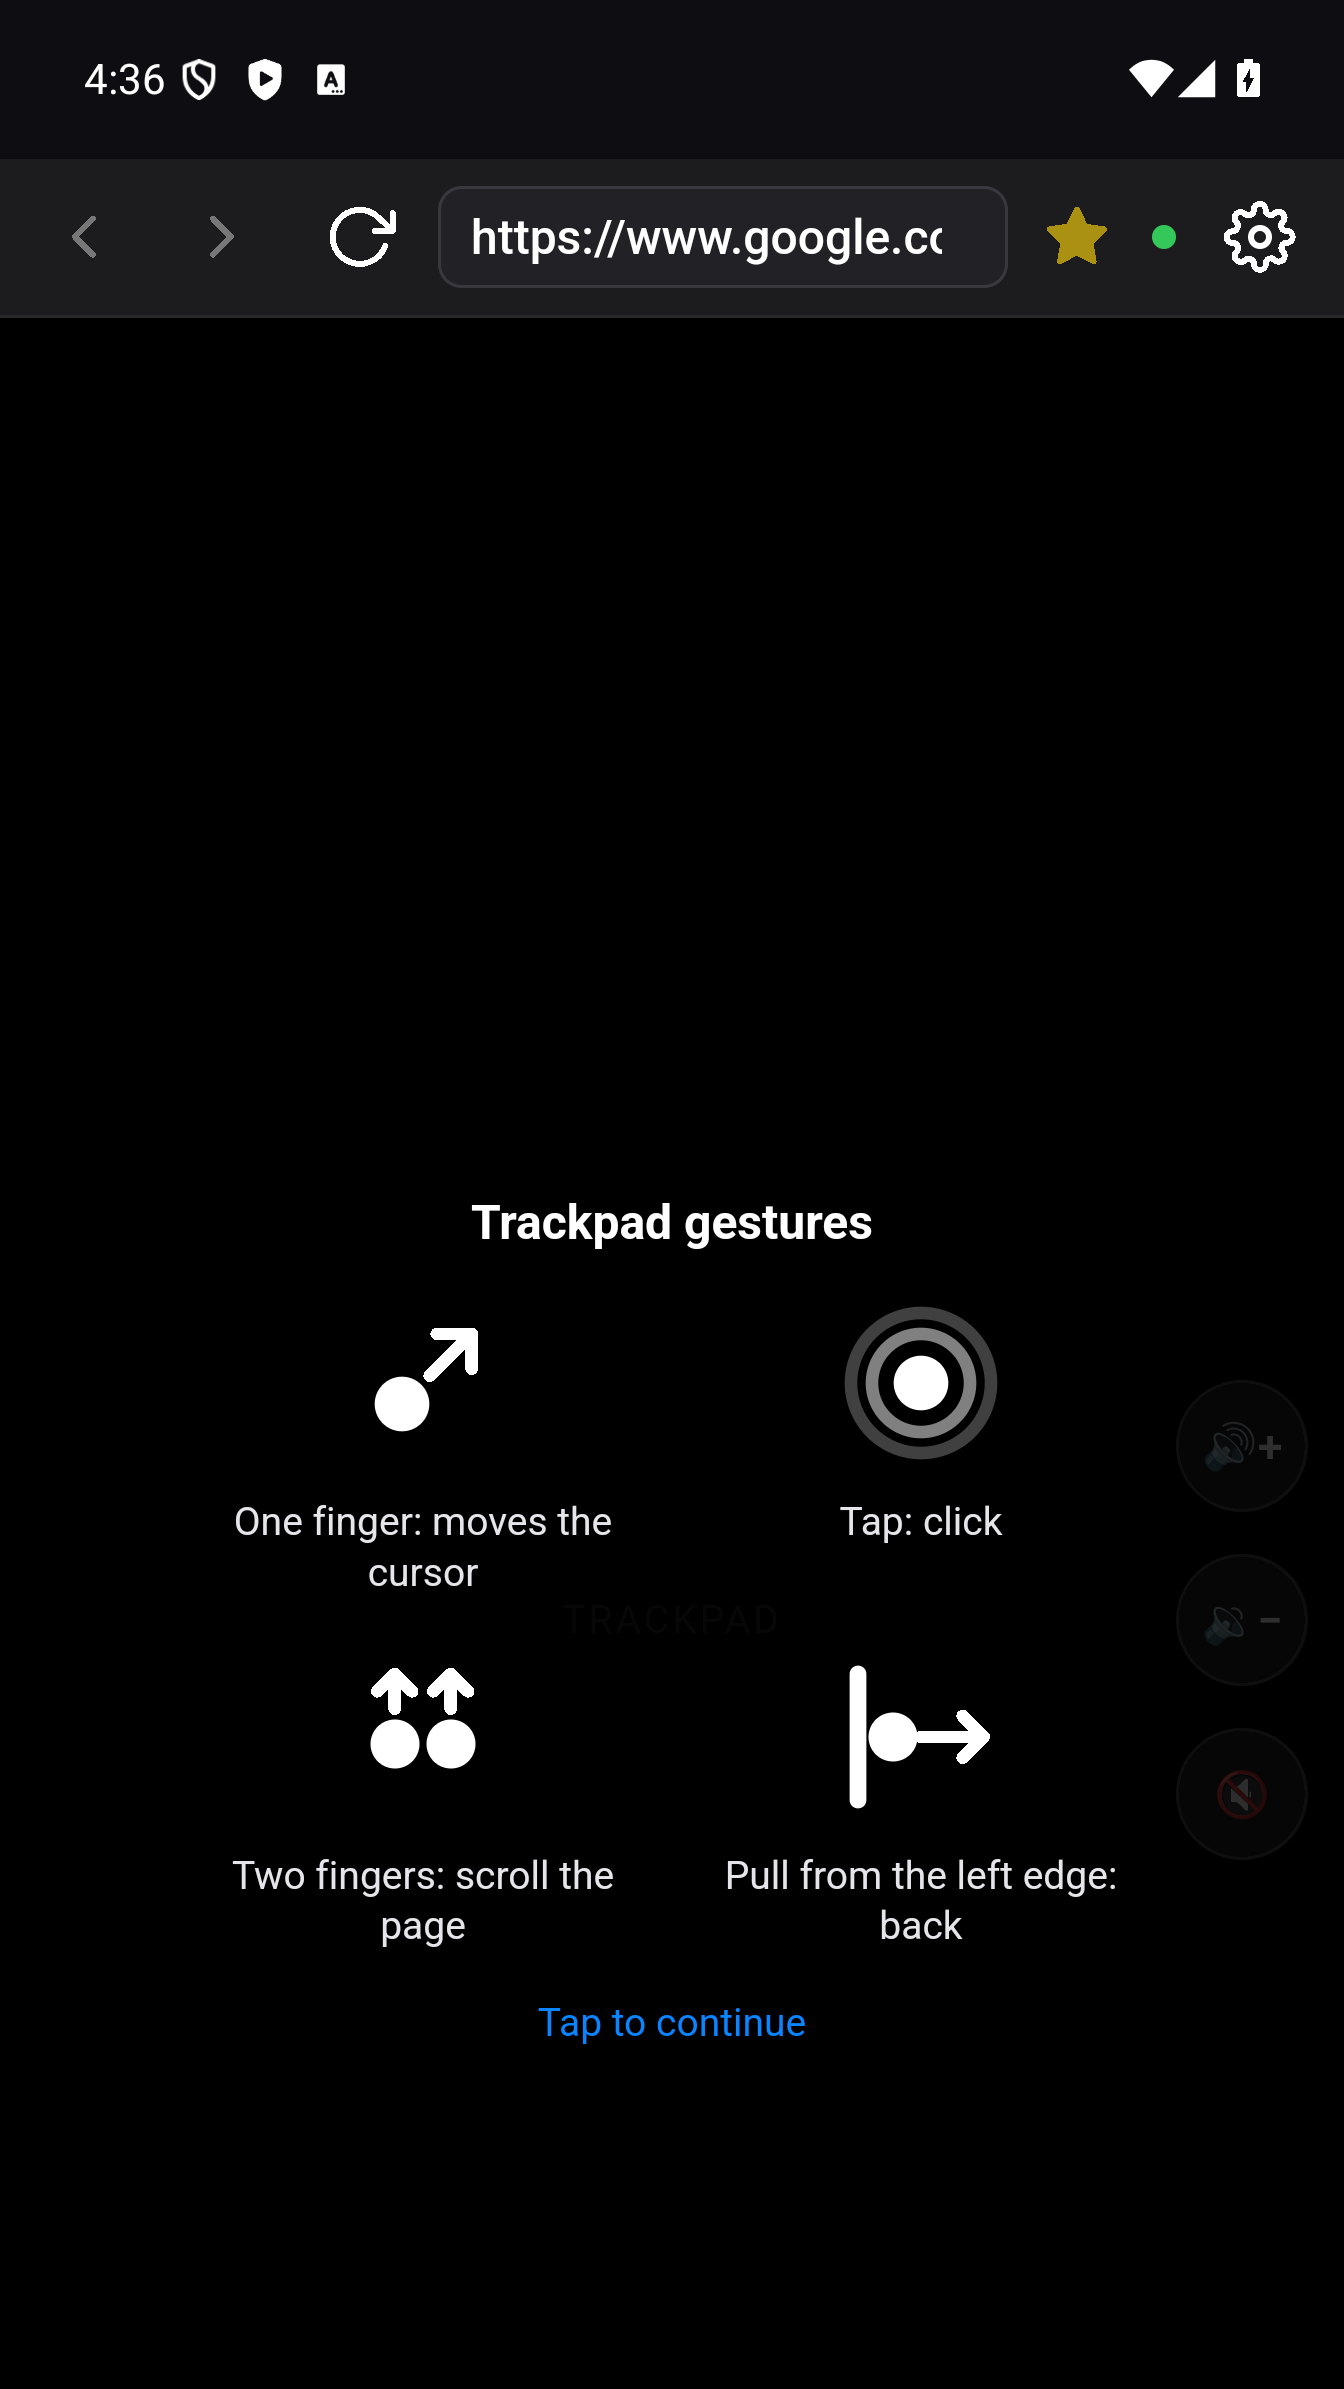 4:36
https://www.google.co
Trackpad gestures
One finger: moves the
cursor
Tap: click
TRACKPAD
Two fingers: scroll the
page
Pull from the left edge:
back
Tap to continue